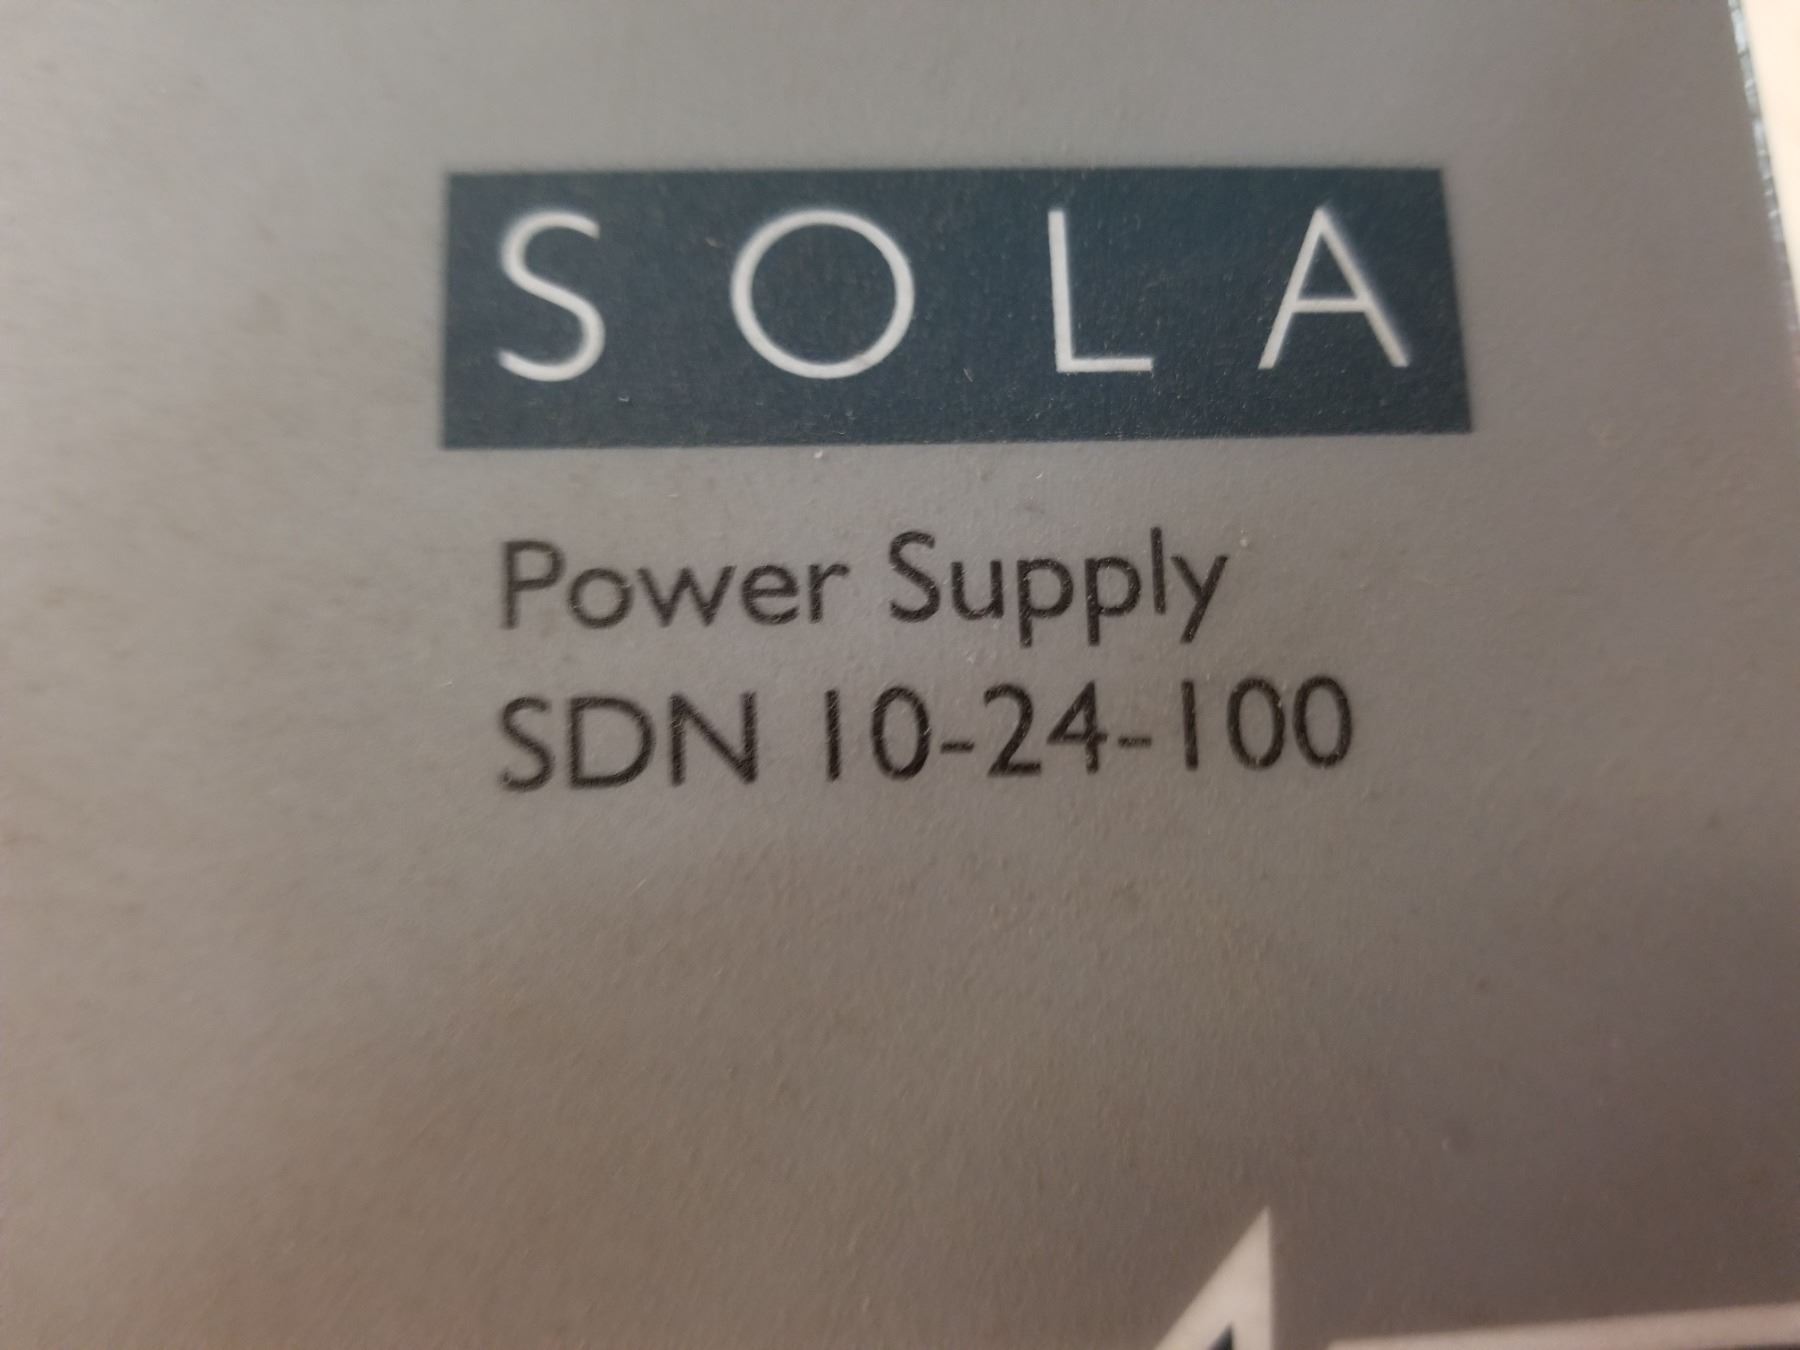 SOLA
Power Supply
SDN 10-24-100